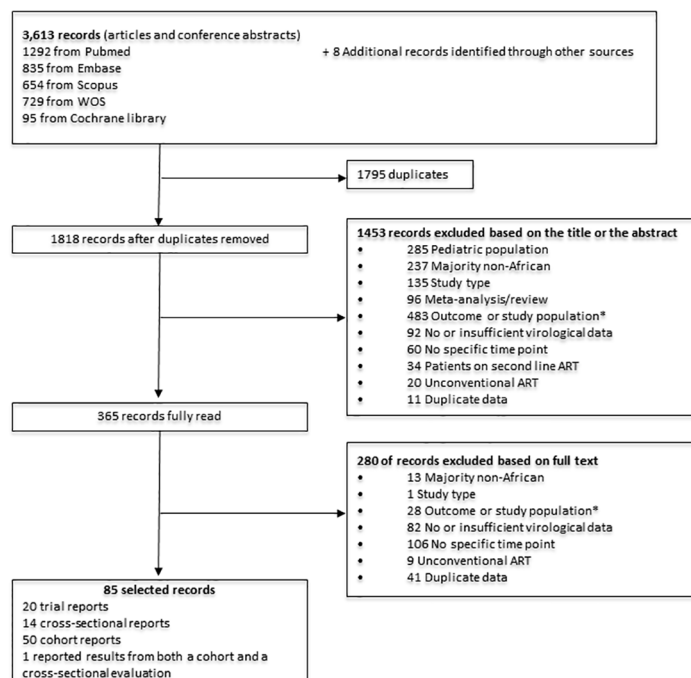 3,613 records (articles and conference abstracts)
1292 from Pubmed + 8 Additional records identified through other sources
835 from Embase
654 from Scopus
729 from WOS
95 from Cochrane library
1795 duplicates
1818 records after duplicates removed
1453 records excluded based on the title or the abstract
• 285 Pediatric population
• 237 Majority non-African
• 135 Study type
• 96 Meta-analysis/review
• 483 Outcome or study population*
• 92 No or insufficient virological data
• 60 No specific time point
• 34 Patients on second line ART
• 20 Unconventional ART
• 11 Duplicate data
365 records fully read
280 of records excluded based on full text
• 13 Majority non-African
• 1 Study type
• 28 Outcome or study population*
• 82 No or insufficient virological data
• 106 No specific time point
• 9 Unconventional ART
• 41 Duplicate data
85 selected records
20 trial reports
14 cross-sectional reports
50 cohort reports
1 reported results from both a cohort and a
cross-sectional evaluation